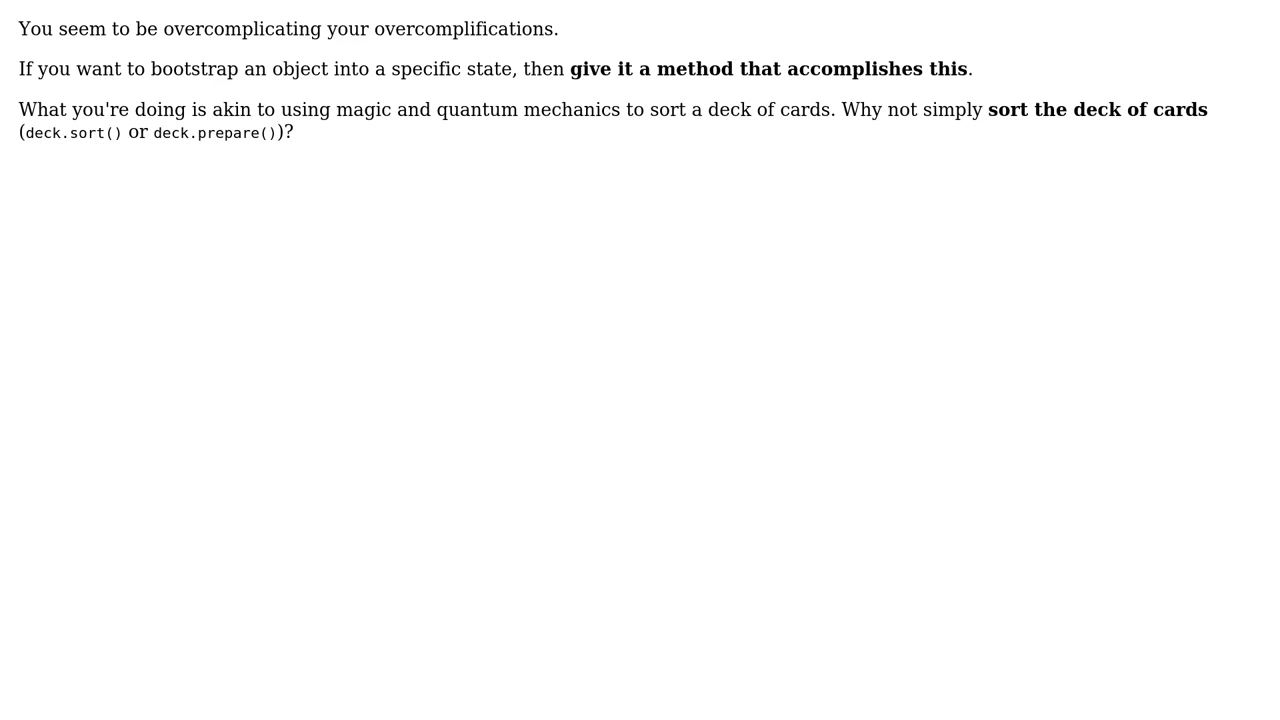 You seem to be overcomplicating your overcomplifications.
If you want to bootstrap an object into a specific state, then give it a method that accomplishes this.
What you're doing is akin to using magic and quantum mechanics to sort a deck of cards. Why not simply sort the deck of cards
(deck.sort() or deck.prepare())?